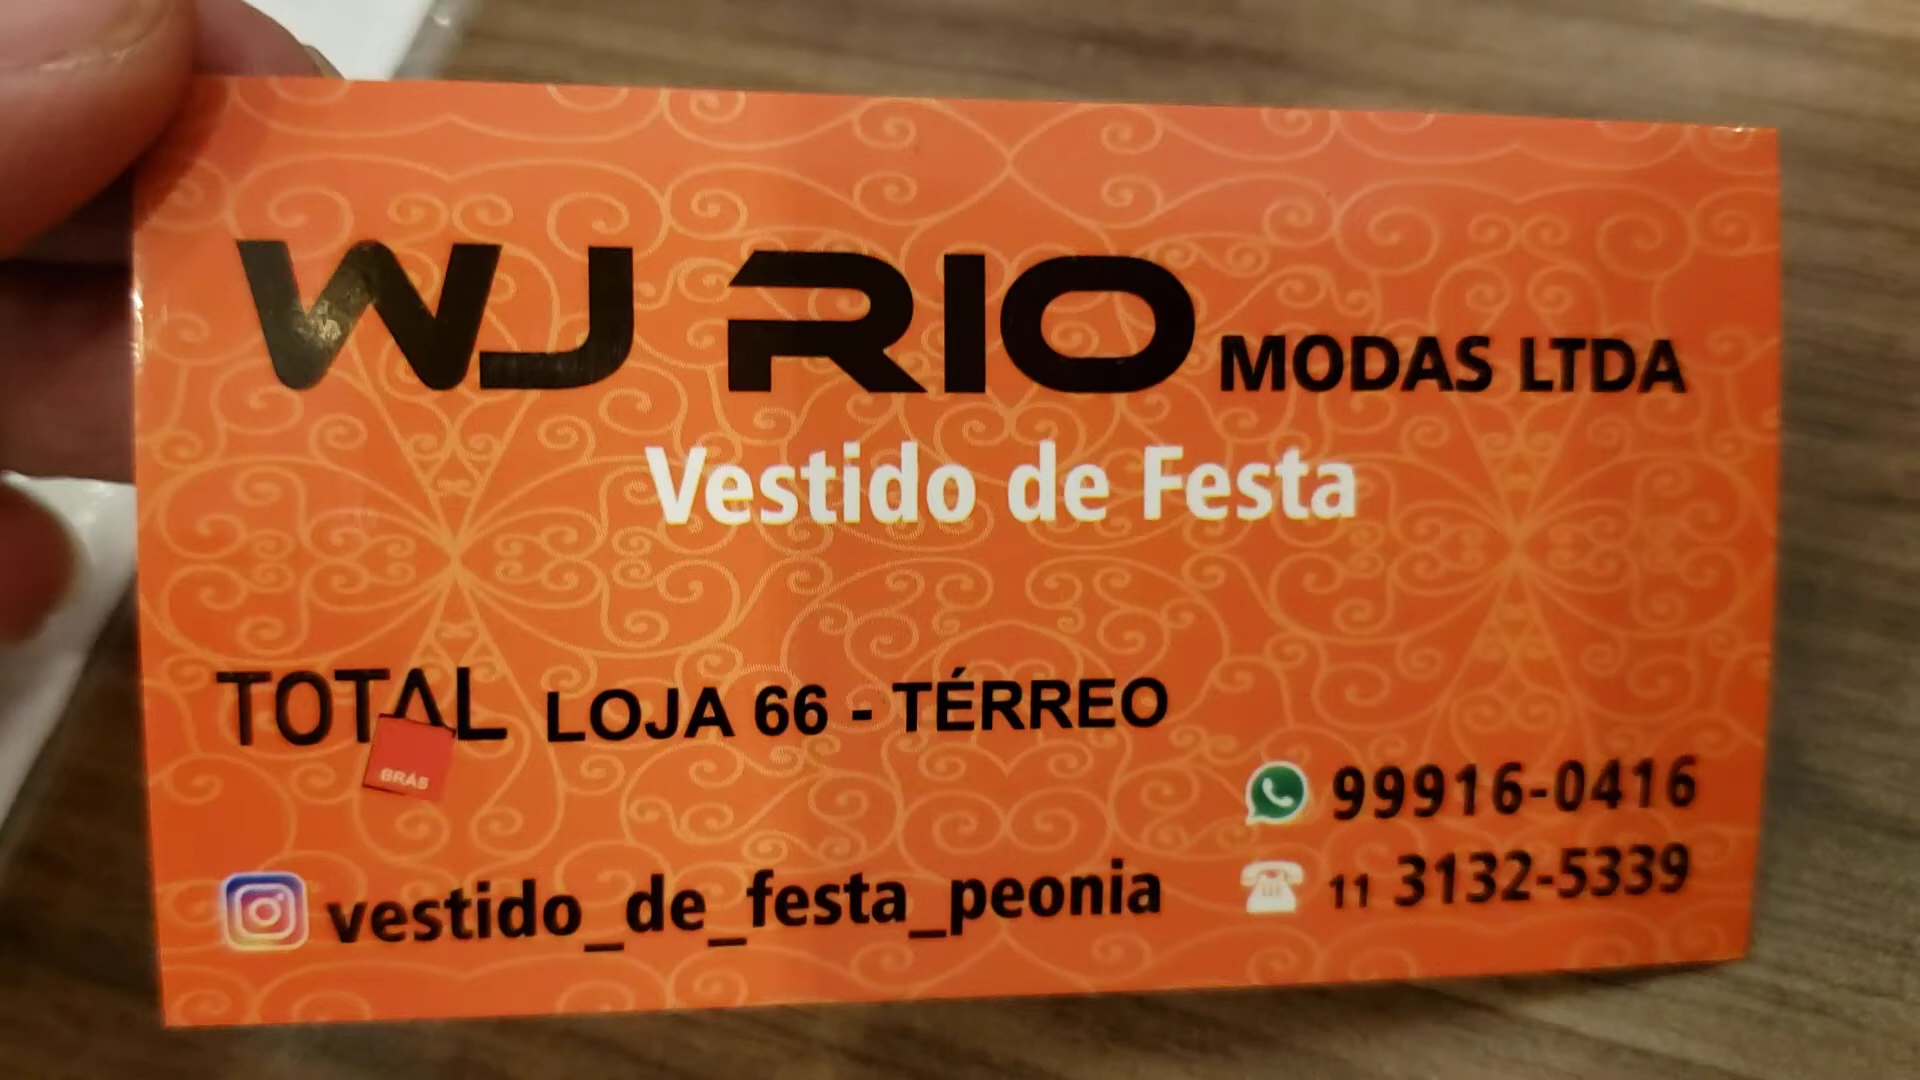 WJ RIO MODAS LTDA
Vestido de Festa
TOTAL LOJA 66 - TÉRREO
BRÁS
99916-0416
vestido_de_festa_peonia
11 3132-5339